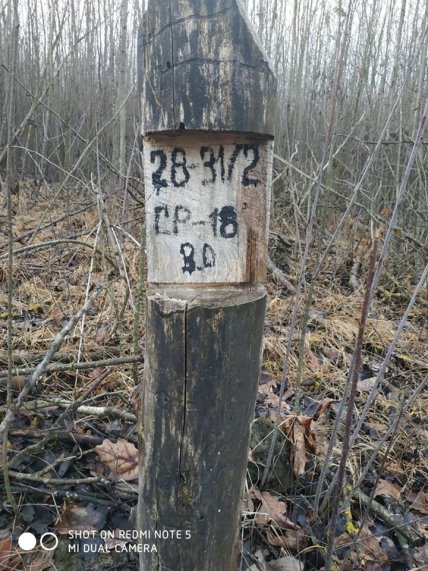 28-31/2
СР-18
8.0
SHOT ON REDMI NOTE 5
MI DUAL CAMERA